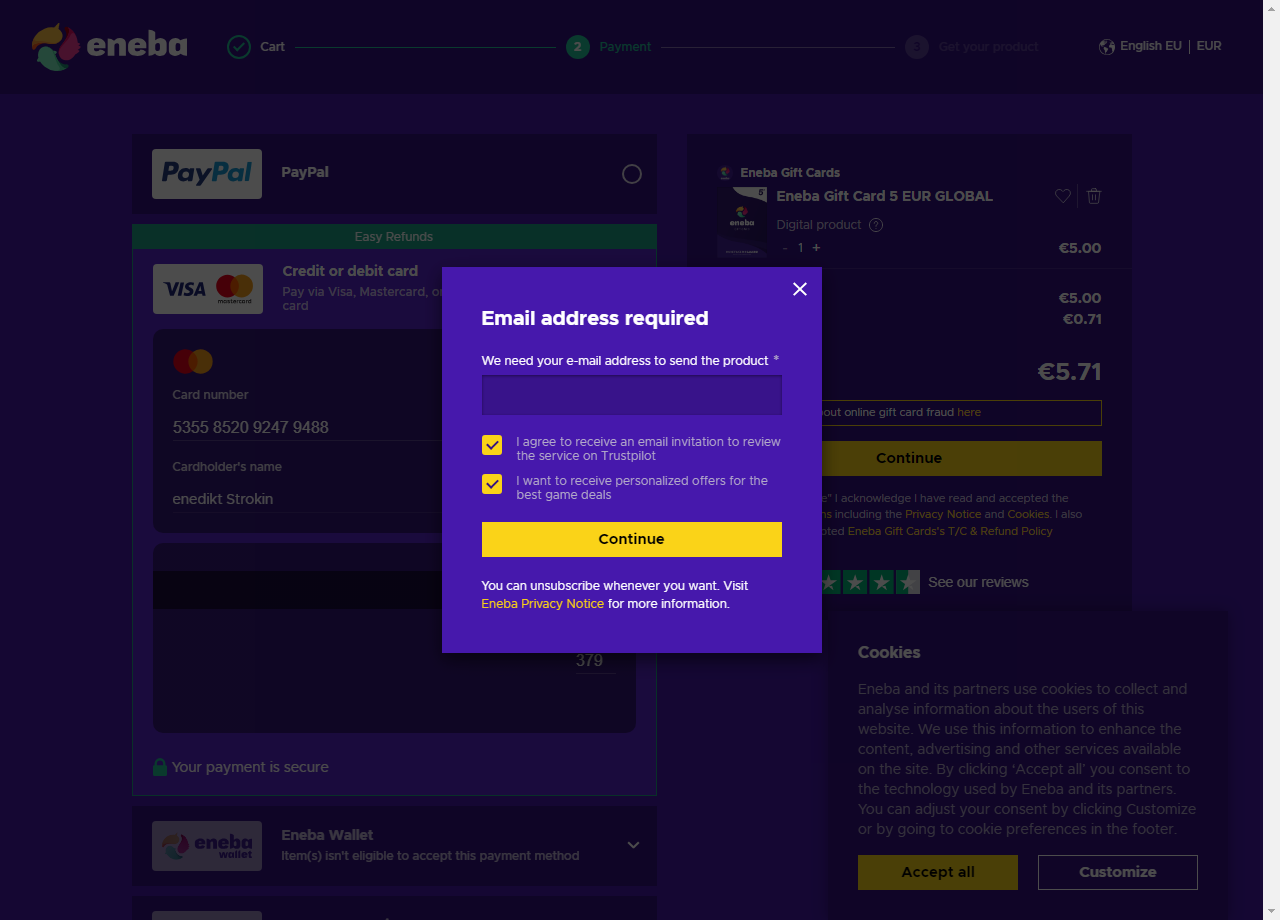 eneba
Cart
2
Payment
3
Get your product
English EU | EUR
PayPal
PayPal
Easy Refunds
VISA
mastercard
Credit or debit card
Pay via Visa, Mastercard, or
card
Card number
5355 8520 9247 9488
Cardholder's name
enedikt Strokin
379
Your payment is secure
eneba
wallet
Eneba Wallet
Item(s) isn't eligible to accept this payment method
Eneba Gift Cards
eneba
Eneba Gift Card 5 EUR GLOBAL
Digital product ?
- 1 +
€5.00
€5.00
€0.71
€5.71
out online gift card fraud here
Continue
e" I acknowledge I have read and accepted the
ns including the Privacy Notice and Cookies. I also
pted Eneba Gift Cards's T/C & Refund Policy
See our reviews
Email address required
We need your e-mail address to send the product *
I agree to receive an email invitation to review
the service on Trustpilot
I want to receive personalized offers for the
best game deals
Continue
You can unsubscribe whenever you want. Visit
Eneba Privacy Notice for more information.
Cookies
Eneba and its partners use cookies to collect and
analyse information about the users of this
website. We use this information to enhance the
content, advertising and other services available
on the site. By clicking ‘Accept all’ you consent to
the technology used by Eneba and its partners.
You can adjust your consent by clicking Customize
or by going to cookie preferences in the footer.
Accept all
Customize